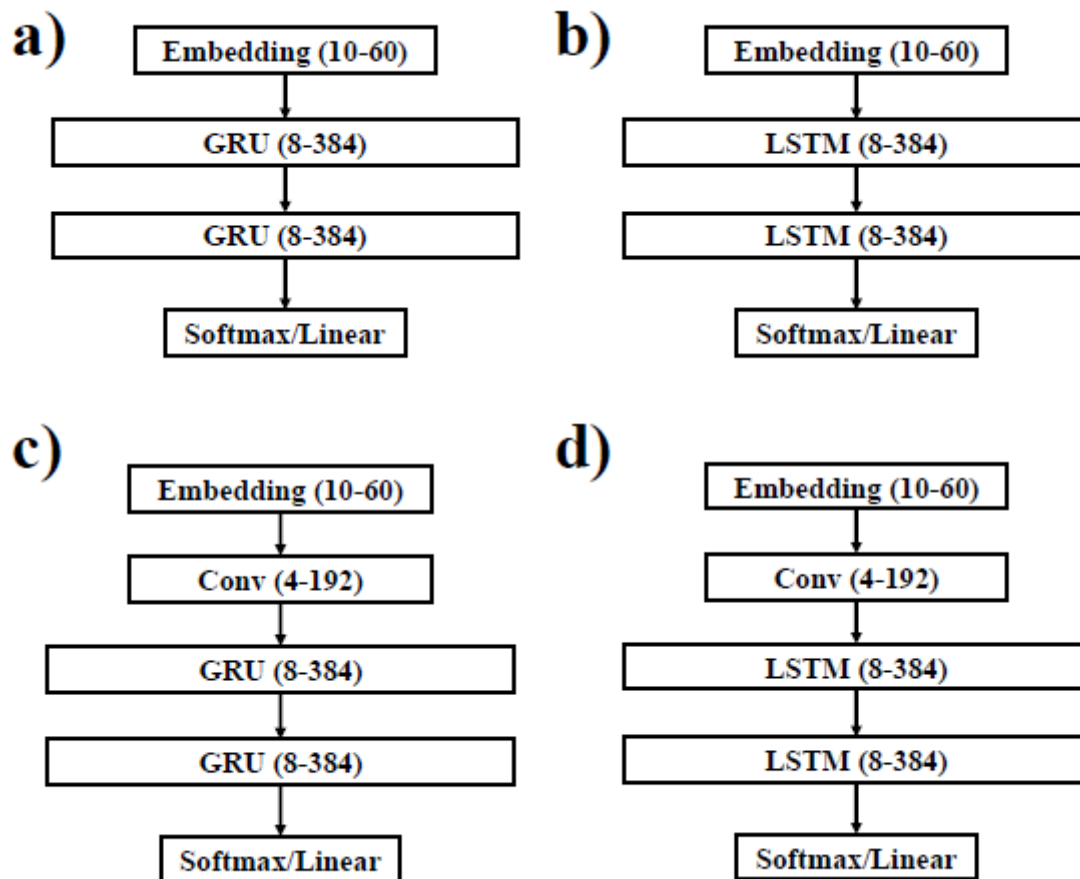 a)
Embedding (10-60)
GRU (8-384)
GRU (8-384)
Softmax/Linear
b)
Embedding (10-60)
LSTM (8-384)
LSTM (8-384)
Softmax/Linear
c)
Embedding (10-60)
Conv (4-192)
GRU (8-384)
GRU (8-384)
Softmax/Linear
d)
Embedding (10-60)
Conv (4-192)
LSTM (8-384)
LSTM (8-384)
Softmax/Linear